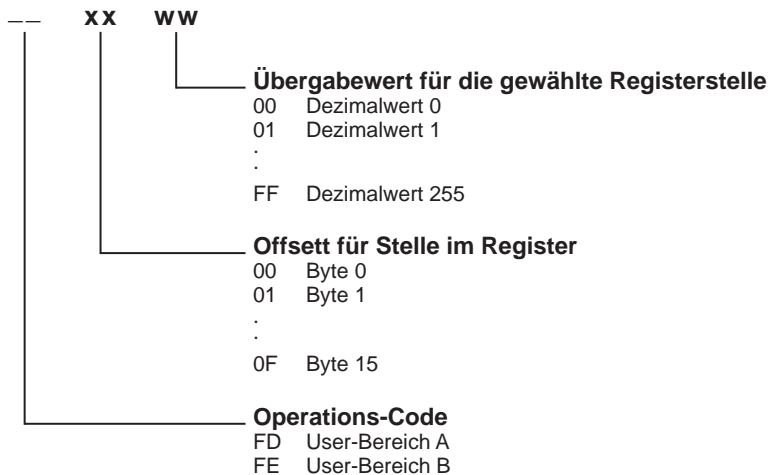 __ xx ww
Übergabewert für die gewählte Registerstelle
00 Dezimalwert 0
01 Dezimalwert 1
.
.
FF Dezimalwert 255
Offsett für Stelle im Register
00 Byte 0
01 Byte 1
.
.
0F Byte 15
Operations-Code
FD User-Bereich A
FE User-Bereich B